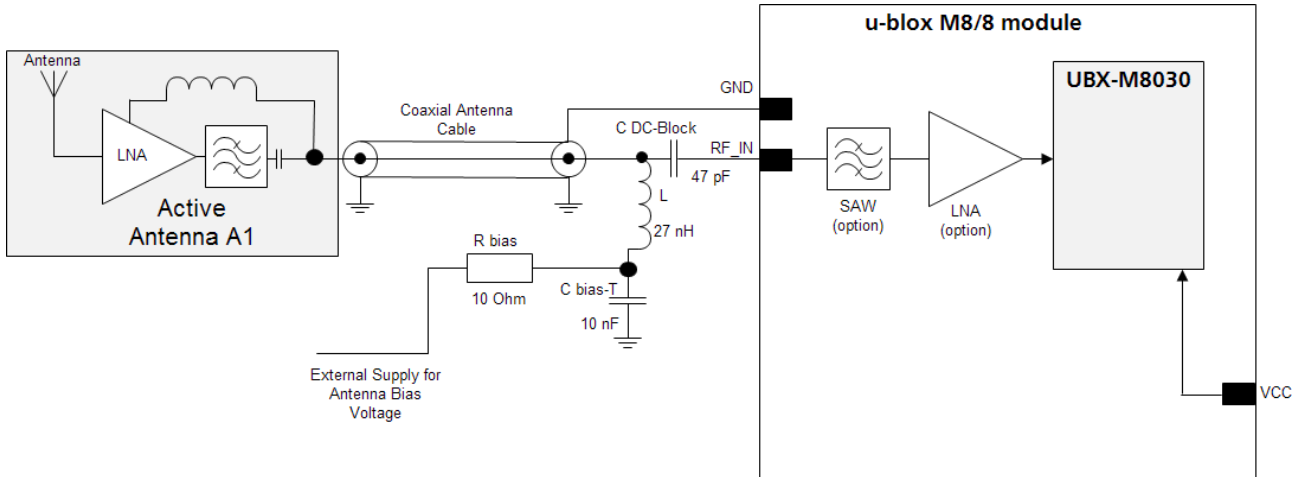 u-blox M8/8 module
Antenna
LNA
Active
Antenna A1
Coaxial Antenna
Cable
GND
C DC-Block
RF_IN
47 pF
L
27 nH
R bias
10 Ohm
C bias-T
10 nF
External Supply for
Antenna Bias
Voltage
SAW
(option)
LNA
(option)
UBX-M8030
VCC